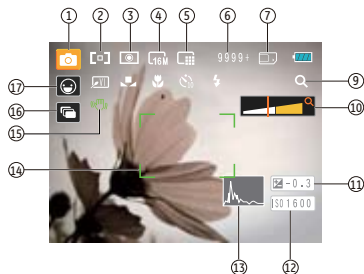 ① ② ③ ④ ⑤ ⑥ ⑦
16M 9999+
⑰ ⑨
⑩
⑯
⑮
⑭ -0.3 ⑪
ISO1600
⑬ ⑫